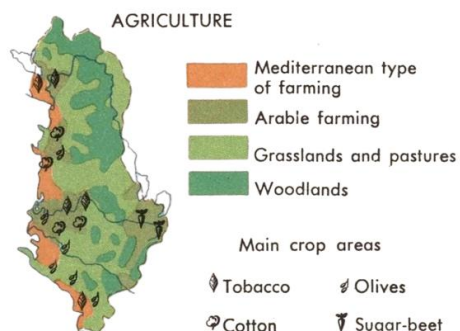 AGRICULTURE
Mediterranean type
of farming
Arable farming
Grasslands and pastures
Woodlands
Main crop areas
Tobacco
Olives
Cotton
Sugar-beet